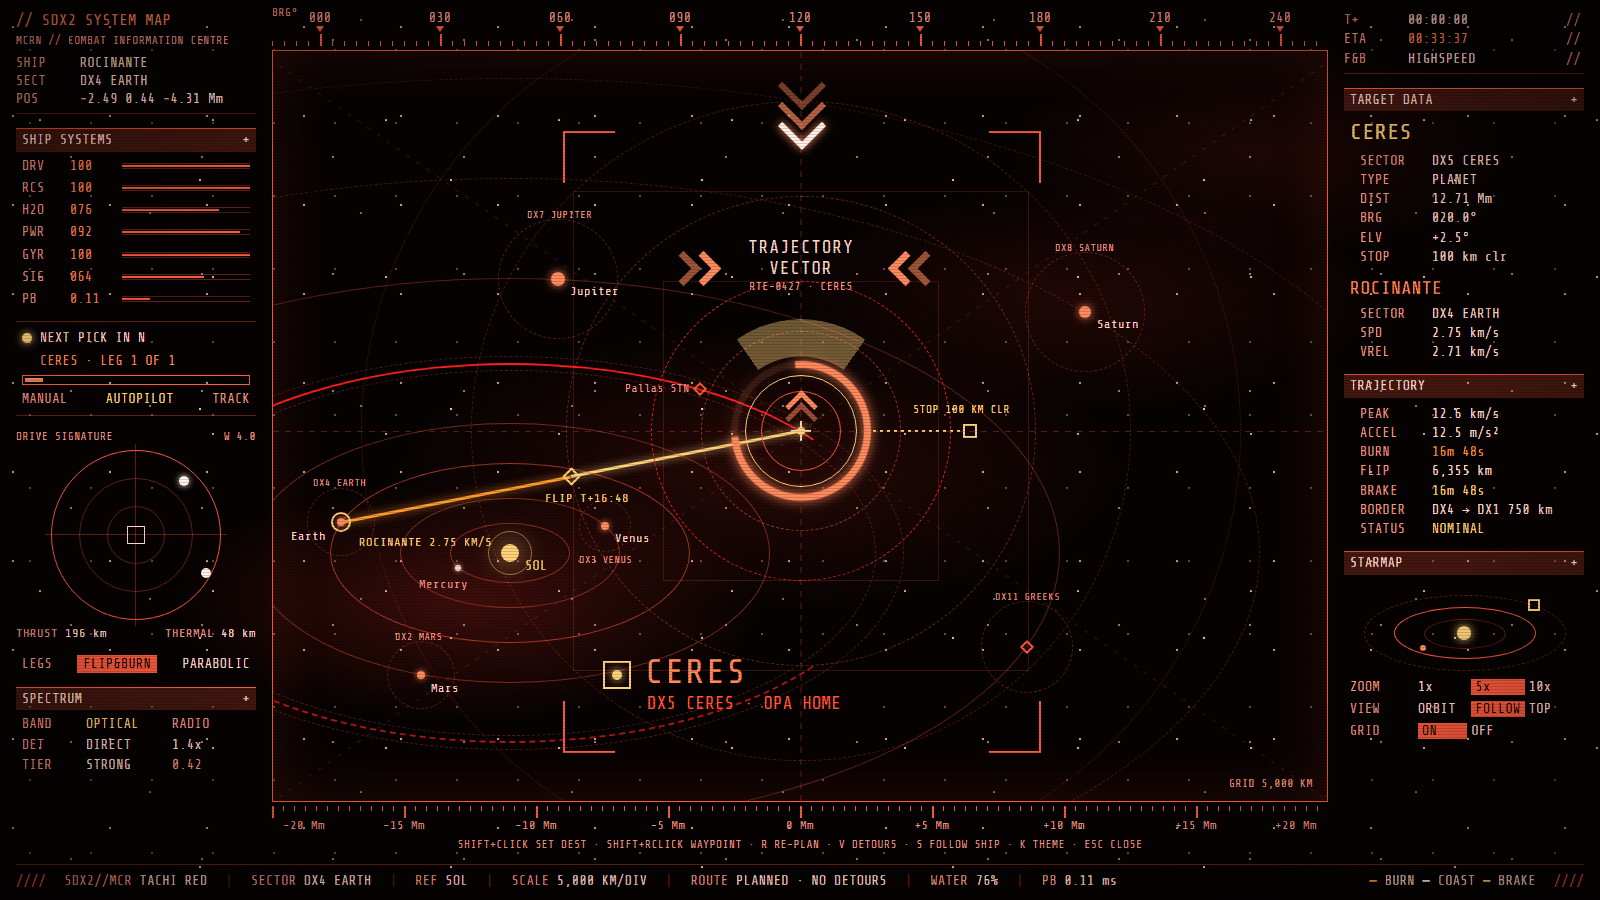 // SDX2 SYSTEM MAP
MCRN // COMBAT INFORMATION CENTRE
SHIP ROCINANTE
SECT DX4 EARTH
POS -2.49 0.44 -4.31 Mm
SHIP SYSTEMS +
DRV 100
RCS 100
H2O 076
PWR 092
GYR 100
SIG 064
PB 0.11
NEXT PICK IN N
CERES · LEG 1 OF 1
MANUAL AUTOPILOT TRACK
DRIVE SIGNATURE W 4.0
THRUST 196 km THERMAL 48 km
LEGS FLIP&BURN PARABOLIC
SPECTRUM +
BAND OPTICAL RADIO
DET DIRECT 1.4x
TIER STRONG 0.42
BRG° 000 030 060 090 120 150 180 210 240
DX7 JUPITER
Jupiter
TRAJECTORY
VECTOR
RTE-0427 · CERES
DX8 SATURN
Saturn
Pallas STN
STOP 100 KM CLR
DX4 EARTH
Earth
FLIP T+16:48
ROCINANTE 2.75 KM/S
Venus
DX3 VENUS
SOL
Mercury
DX11 GREEKS
DX2 MARS
Mars
CERES
DX5 CERES · OPA HOME
GRID 5,000 KM
-20 Mm -15 Mm -10 Mm -5 Mm 0 Mm +5 Mm +10 Mm +15 Mm +20 Mm
SHIFT+CLICK SET DEST · SHIFT+RCLICK WAYPOINT · R RE-PLAN · V DETOURS · S FOLLOW SHIP · K THEME · ESC CLOSE
T+ 00:00:00 //
ETA 00:33:37 //
F&B HIGHSPEED //
TARGET DATA +
CERES
SECTOR DX5 CERES
TYPE PLANET
DIST 12.71 Mm
BRG 020.0°
ELV +2.5°
STOP 100 km clr
ROCINANTE
SECTOR DX4 EARTH
SPD 2.75 km/s
VREL 2.71 km/s
TRAJECTORY +
PEAK 12.6 km/s
ACCEL 12.5 m/s²
BURN 16m 48s
FLIP 6,355 km
BRAKE 16m 48s
BORDER DX4 → DX1 750 km
STATUS NOMINAL
STARMAP +
ZOOM 1x 5x 10x
VIEW ORBIT FOLLOW TOP
GRID ON OFF
//// SDX2//MCR TACHI RED | SECTOR DX4 EARTH | REF SOL | SCALE 5,000 KM/DIV | ROUTE PLANNED · NO DETOURS | WATER 76% | PB 0.11 ms — BURN — COAST — BRAKE ////